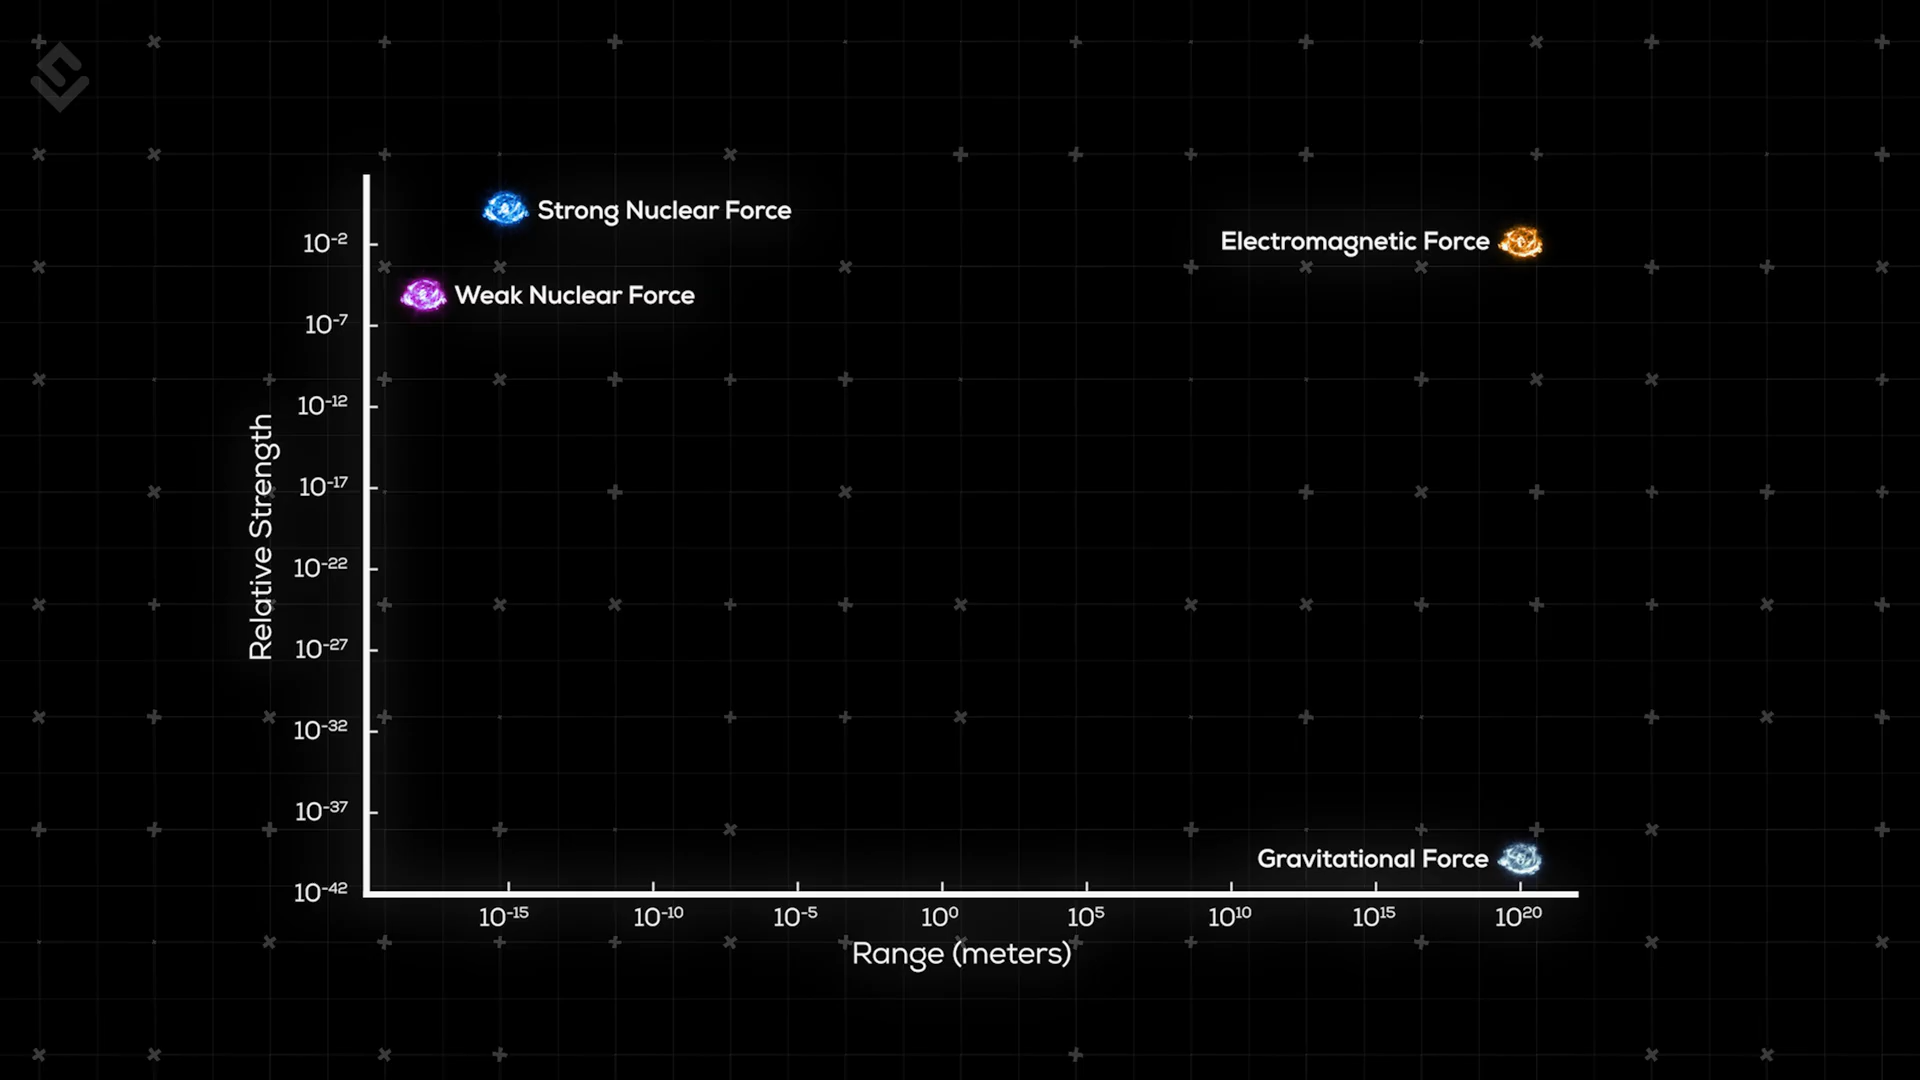 Strong Nuclear Force
Electromagnetic Force
Weak Nuclear Force
Gravitational Force
Relative Strength
10⁻²
10⁻⁷
10⁻¹²
10⁻¹⁷
10⁻²²
10⁻²⁷
10⁻³²
10⁻³⁷
10⁻⁴²
10⁻¹⁵ 10⁻¹⁰ 10⁻⁵ 10⁰ 10⁵ 10¹⁰ 10¹⁵ 10²⁰
Range (meters)